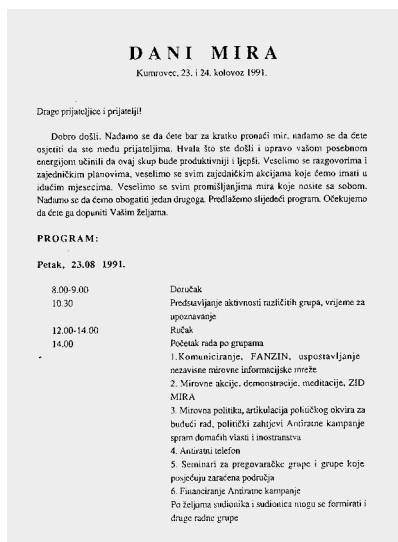 DANI MIRA
Kumrovec, 23. i 24. kolovoz 1991.
Drage prijateljice i prijatelji!
Dobro došli. Nadamo se da ćete bar za kratko pronaći mir, nadamo se da ćete
osjetiti da ste među prijateljima. Hvala što ste došli i upravo vašom posebnom
energijom učinili da ovaj skup bude produktivniji i ljepši. Veselimo se razgovorima i
zajedničkim planovima, veselimo se svim zajedničkim akcijama koje ćemo imati u
idućim mjesecima. Veselimo se svim promišljanjima mira koje nosite sa sobom.
Nadamo se da ćemo obogatiti jedan drugoga. Predlažemo slijedeći program. Očekujemo
da ćete ga dopuniti Vašim željama.
PROGRAM:
Petak, 23.08 1991.
8.00-9.00 Doručak
10.30 Predstavljanje aktivnosti različitih grupa, vrijeme za
upoznavanje
12.00-14.00 Ručak
14.00 Početak rada po grupama
1.Komuniciranje, FANZIN, uspostavljanje
nezavisne mirovne informacijske mreže
2. Mirovne akcije, demonstracije, meditacije, ZID
MIRA
3. Mirovna politika, artikulacija političkog okvira za
budući rad, politički zahtjevi Antiratne kampanje
spram domaćih vlasti i inostranstva
4. Antiratni telefon
5. Seminari za pregovaračke grupe i grupe koje
posjećuju zaraćena područja
6. Financiranje Antiratne kampanje
Po željama sudionika i sudionica mogu se formirati i
druge radne grupe